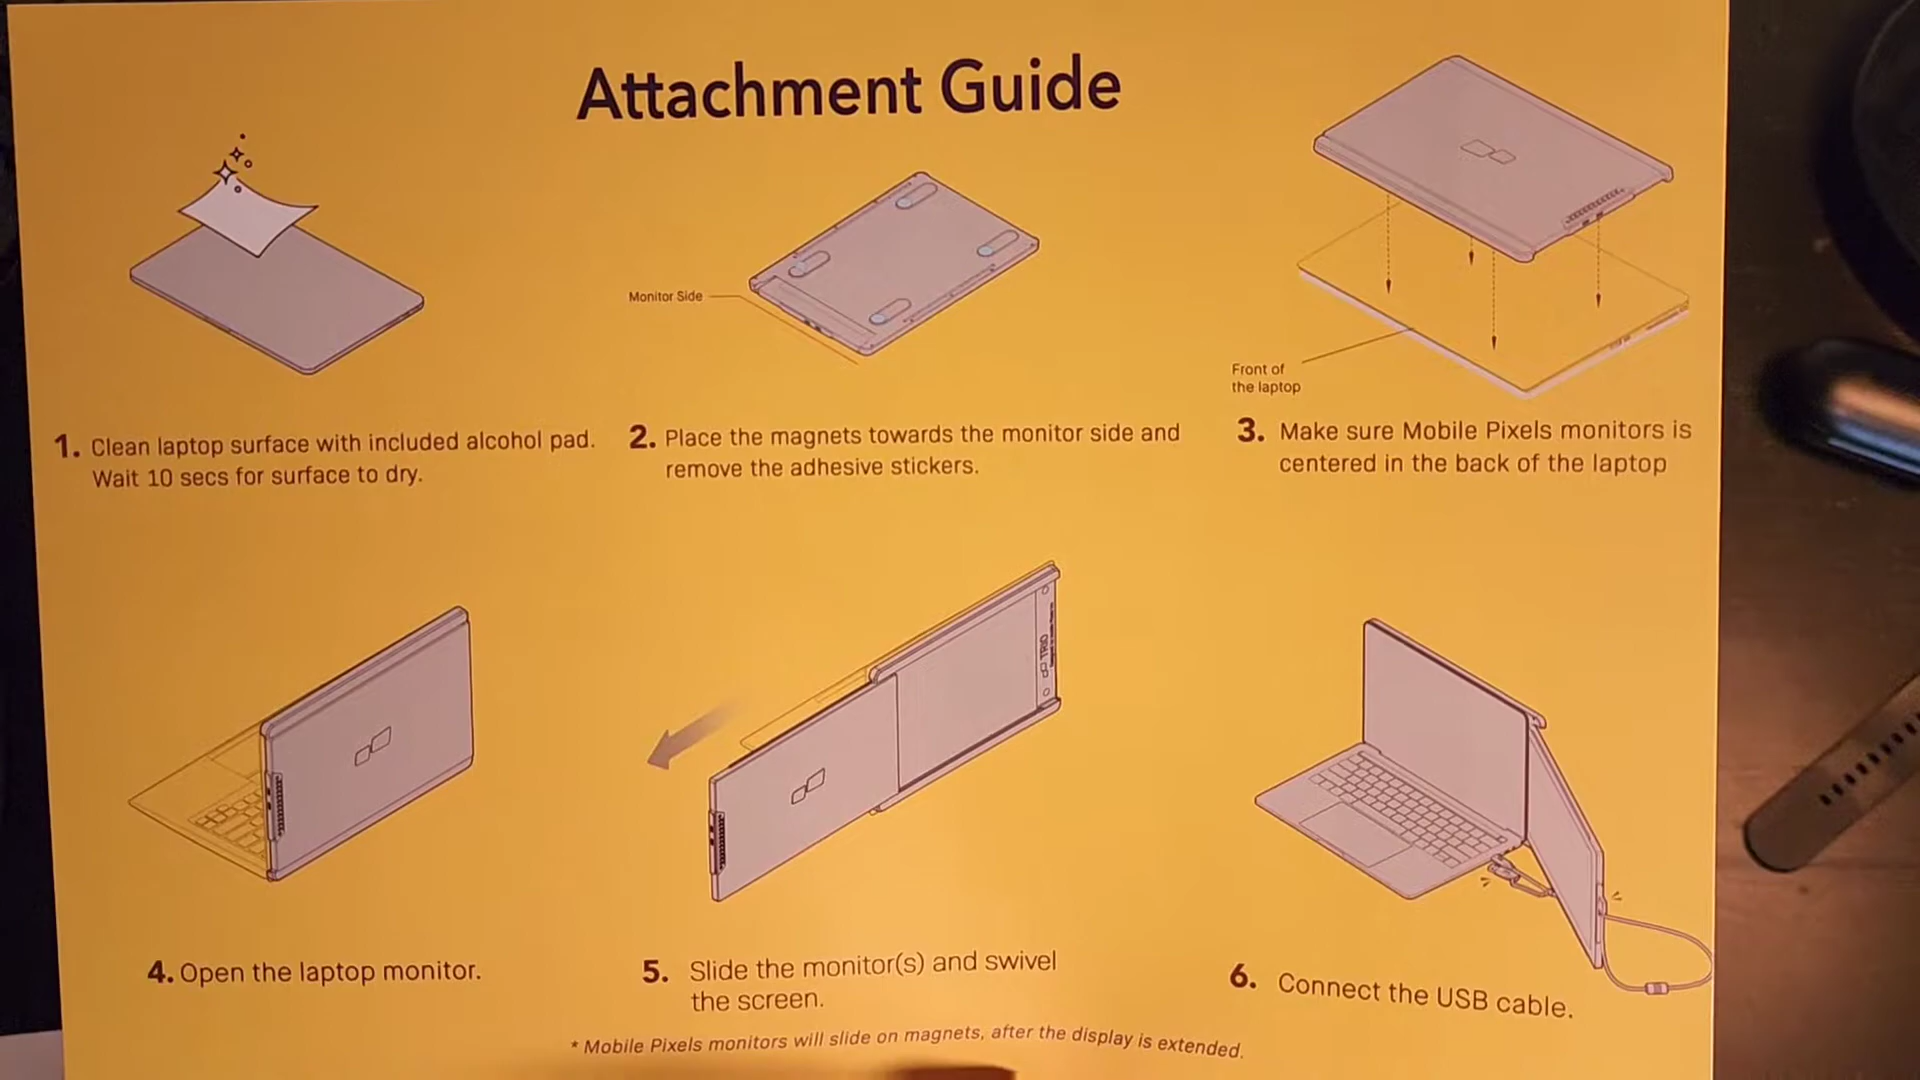 Attachment Guide
Monitor Side
Front of
the laptop
1. Clean laptop surface with included alcohol pad.
Wait 10 secs for surface to dry.
2. Place the magnets towards the monitor side and
remove the adhesive stickers.
3. Make sure Mobile Pixels monitors is
centered in the back of the laptop
TRIO
4. Open the laptop monitor.
5. Slide the monitor(s) and swivel
the screen.
6. Connect the USB cable.
* Mobile Pixels monitors will slide on magnets, after the display is extended.